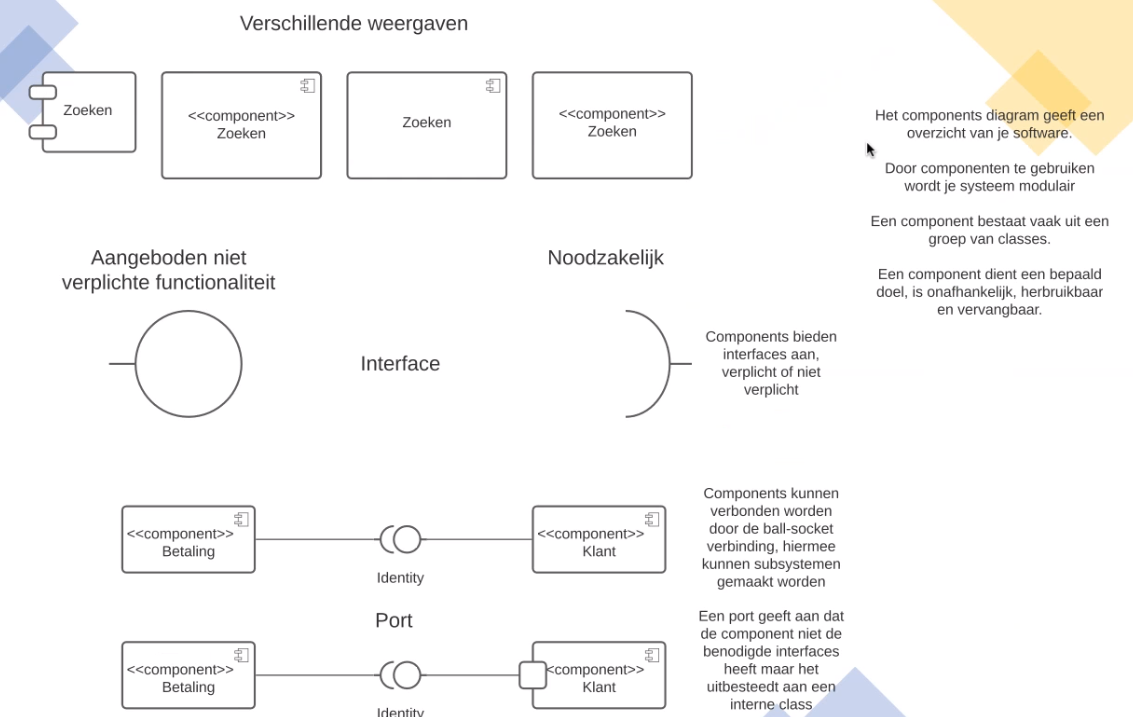 Verschillende weergaven
Zoeken
<<component>>
Zoeken
Zoeken
<<component>>
Zoeken
Het components diagram geeft een
overzicht van je software.
Door componenten te gebruiken
wordt je systeem modulair
Een component bestaat vaak uit een
groep van classes.
Een component dient een bepaald
doel, is onafhankelijk, herbruikbaar
en vervangbaar.
Aangeboden niet
verplichte functionaliteit
Noodzakelijk
Interface
Components bieden
interfaces aan,
verplicht of niet
verplicht
<<component>>
Betaling
Identity
<<component>>
Klant
Components kunnen
verbonden worden
door de ball-socket
verbinding, hiermee
kunnen subsystemen
gemaakt worden
Port
<<component>>
Betaling
Identity
<<component>>
Klant
Een port geeft aan dat
de component niet de
benodigde interfaces
heeft maar het
uitbesteedt aan een
interne class